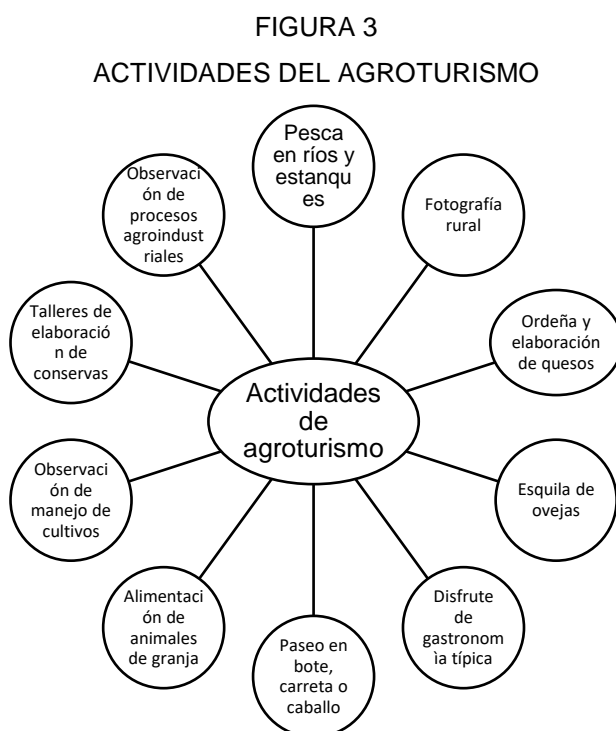 FIGURA 3
ACTIVIDADES DEL AGROTURISMO
Pesca
en ríos y
estanqu
es
Fotografía
rural
Ordeña y
elaboración
de quesos
Esquila de
ovejas
Disfrute
de
gastronom
ìa típica
Paseo en
bote,
carreta o
caballo
Alimentaci
ón de
animales
de granja
Observaci
ón de
manejo de
cultivos
Talleres de
elaboració
n de
conservas
Observaci
ón de
procesos
agroindust
riales
Actividades
de
agroturismo